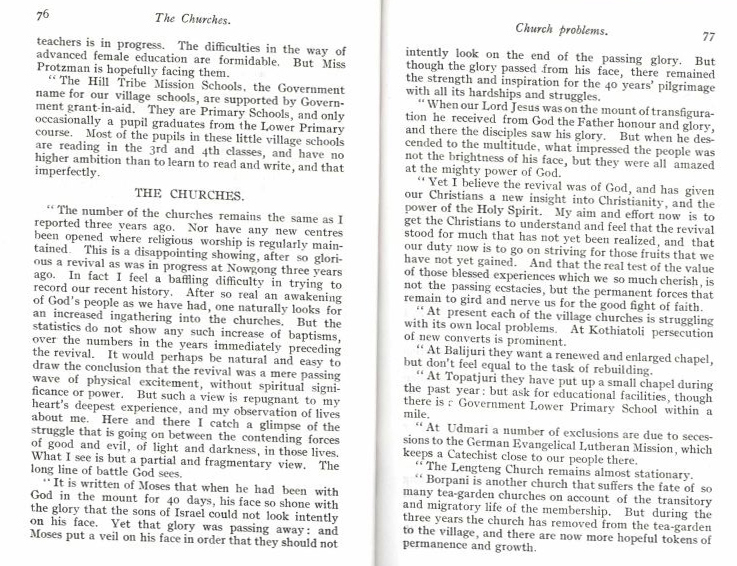 76
The Churches.
teachers is in progress. The difficulties in the way of
advanced female education are formidable. But Miss
Protzman is hopefully facing them.
“The Hill Tribe Mission Schools, the Government
name for our village schools, are supported by Govern-
ment grant-in-aid. They are Primary Schools, and only
occasionally a pupil graduates from the Lower Primary
course. Most of the pupils in these little village schools
are reading in the 3rd and 4th classes, and have no
higher ambition than to learn to read and write, and that
imperfectly.
THE CHURCHES.
“The number of the churches remains the same as I
reported three years ago. Nor have any new centres
been opened where religious worship is regularly main-
tained This is a disappointing showing, after so glori-
ous a revival as was in progress at Nowgong three years
ago. In fact I feel a baffling difficulty in trying to
record our recent history. After so real an awakening
of God's people as we have had, one naturally looks for
an increased ingathering into the churches. But the
statistics do not show any such increase of baptisms,
over the numbers in the years immediately preceding
the revival. It would perhaps be natural and easy to
draw the conclusion that the revival was a mere passing
wave of physical excitement, without spiritual signi-
ficance or power. But such a view is repugnant to my
heart's deepest experience, and my observation of lives
about me. Here and there I catch a glimpse of the
struggle that is going on between the contending forces
of good and evil, of light and darkness, in those lives.
What I see is but a partial and fragmentary view. The
long line of battle God sees.
“It is written of Moses that when he had been with
God in the mount for 40 days, his face so shone with
the glory that the sons of Israel could not look intently
on his face. Yet that glory was passing away: and
Moses put a veil on his face in order that they should not
Church problems.
77
intently look on the end of the passing glory. But
though the glory passed from his face, there remained
the strength and inspiration for the 40 years' pilgrimage
with all its hardships and struggles.
“When our Lord Jesus was on the mount of transfigura-
tion he received from God the Father honour and glory,
and there the disciples saw his glory. But when he des-
cended to the multitude, what impressed the people was
not the brightness of his face, but they were all amazed
at the mighty power of God.
“Yet I believe the revival was of God, and has given
our Christians a new insight into Christianity, and the
power of the Holy Spirit. My aim and effort now is to
get the Christians to understand and feel that the revival
stood for much that has not yet been realized, and that
our duty now is to go on striving for those fruits that we
have not yet gained. And that the real test of the value
of those blessed experiences which we so much cherish, is
not the passing ecstacies, but the permanent forces that
remain to gird and nerve us for the good fight of faith.
“At present each of the village churches is struggling
with its own local problems. At Kothiatoli persecution
of new converts is prominent.
“At Balijuri they want a renewed and enlarged chapel,
but don't feel equal to the task of rebuilding.
“At Topatjuri they have put up a small chapel during
the past year: but ask for educational facilities, though
there is Government Lower Primary School within a
mile.
“At Udmari a number of exclusions are due to seces-
sions to the German Evangelical Lutheran Mission, which
keeps a Catechist close to our people there.
“The Lengteng Church remains almost stationary.
“Borpani is another church that suffers the fate of so
many tea-garden churches on account of the transitory
and migratory life of the membership. But during the
three years the church has removed from the tea-garden
to the village, and there are now more hopeful tokens of
permanence and growth.